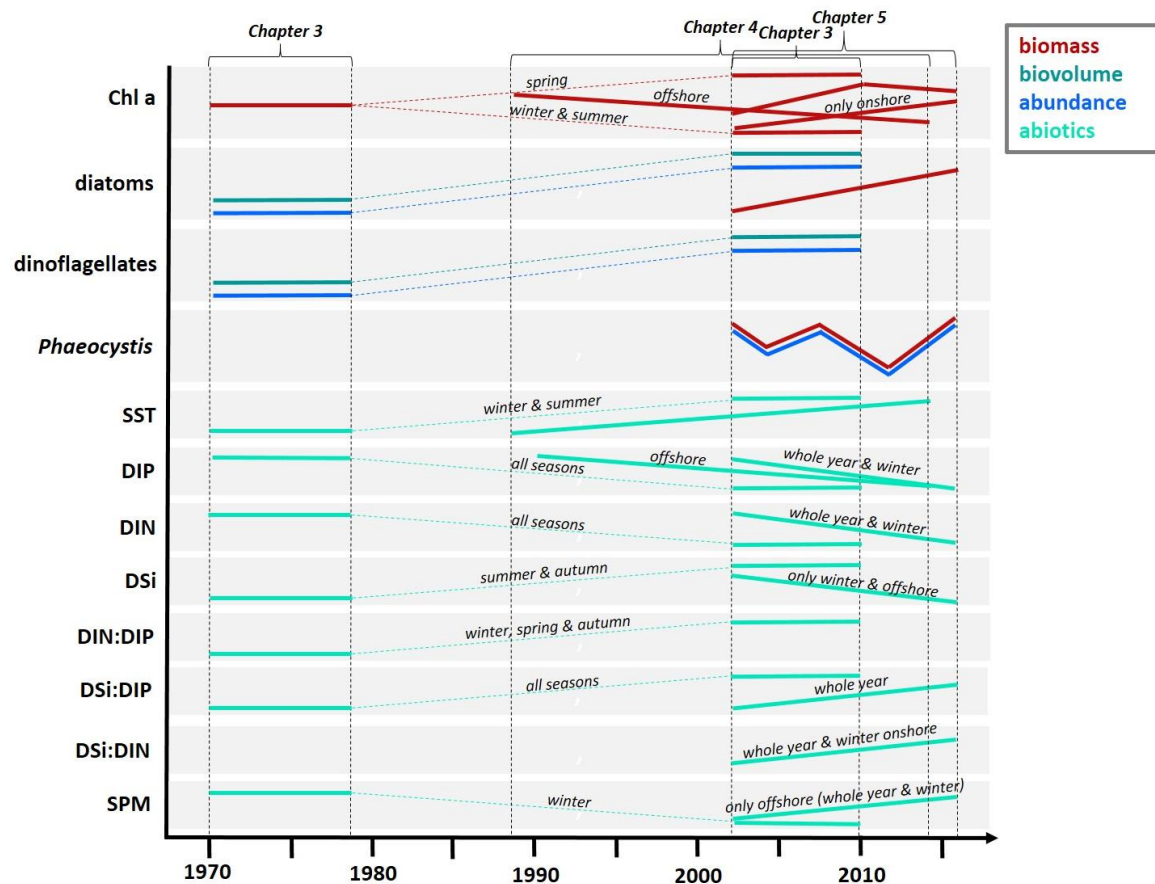 Chapter 3
Chapter 4
Chapter 5
Chapter 3
biomass
biovolume
abundance
abiotics
Chl a
spring
offshore
only onshore
winter & summer
diatoms
dinoflagellates
Phaeocystis
SST
winter & summer
DIP
all seasons
offshore
whole year & winter
DIN
all seasons
whole year & winter
DSi
summer & autumn
only winter & offshore
DIN:DIP
winter, spring & autumn
DSi:DIP
all seasons
whole year
DSi:DIN
whole year & winter onshore
SPM
winter
only offshore (whole year & winter)
1970
1980
1990
2000
2010